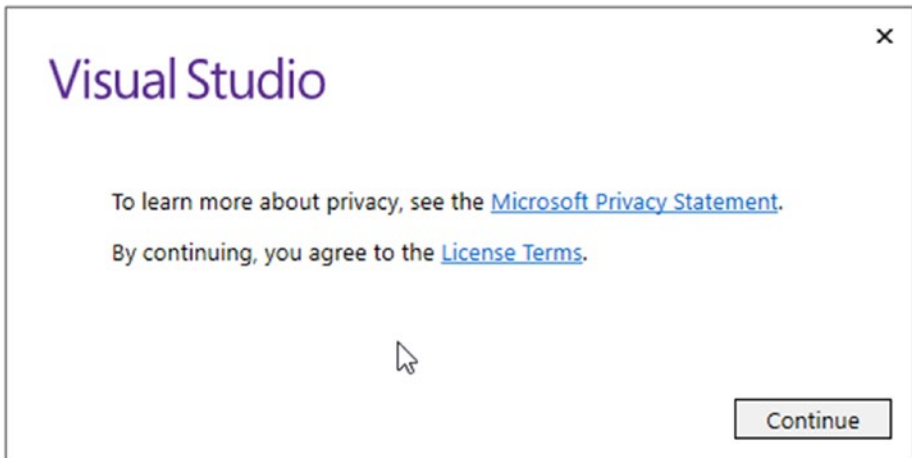 Visual Studio
To learn more about privacy, see the Microsoft Privacy Statement.
By continuing, you agree to the License Terms.
Continue